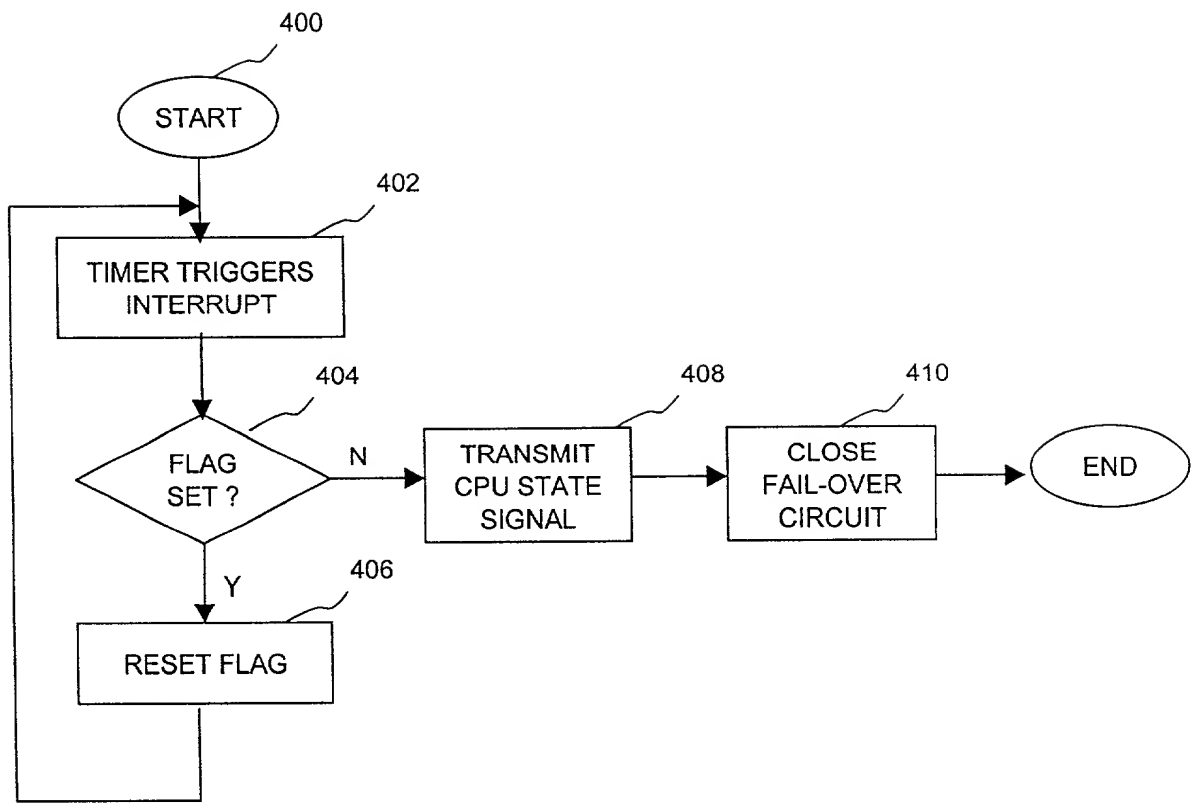 400
START
402
TIMER TRIGGERS
INTERRUPT
404
FLAG
SET ?
N
408
TRANSMIT
CPU STATE
SIGNAL
410
CLOSE
FAIL-OVER
CIRCUIT
END
Y
406
RESET FLAG